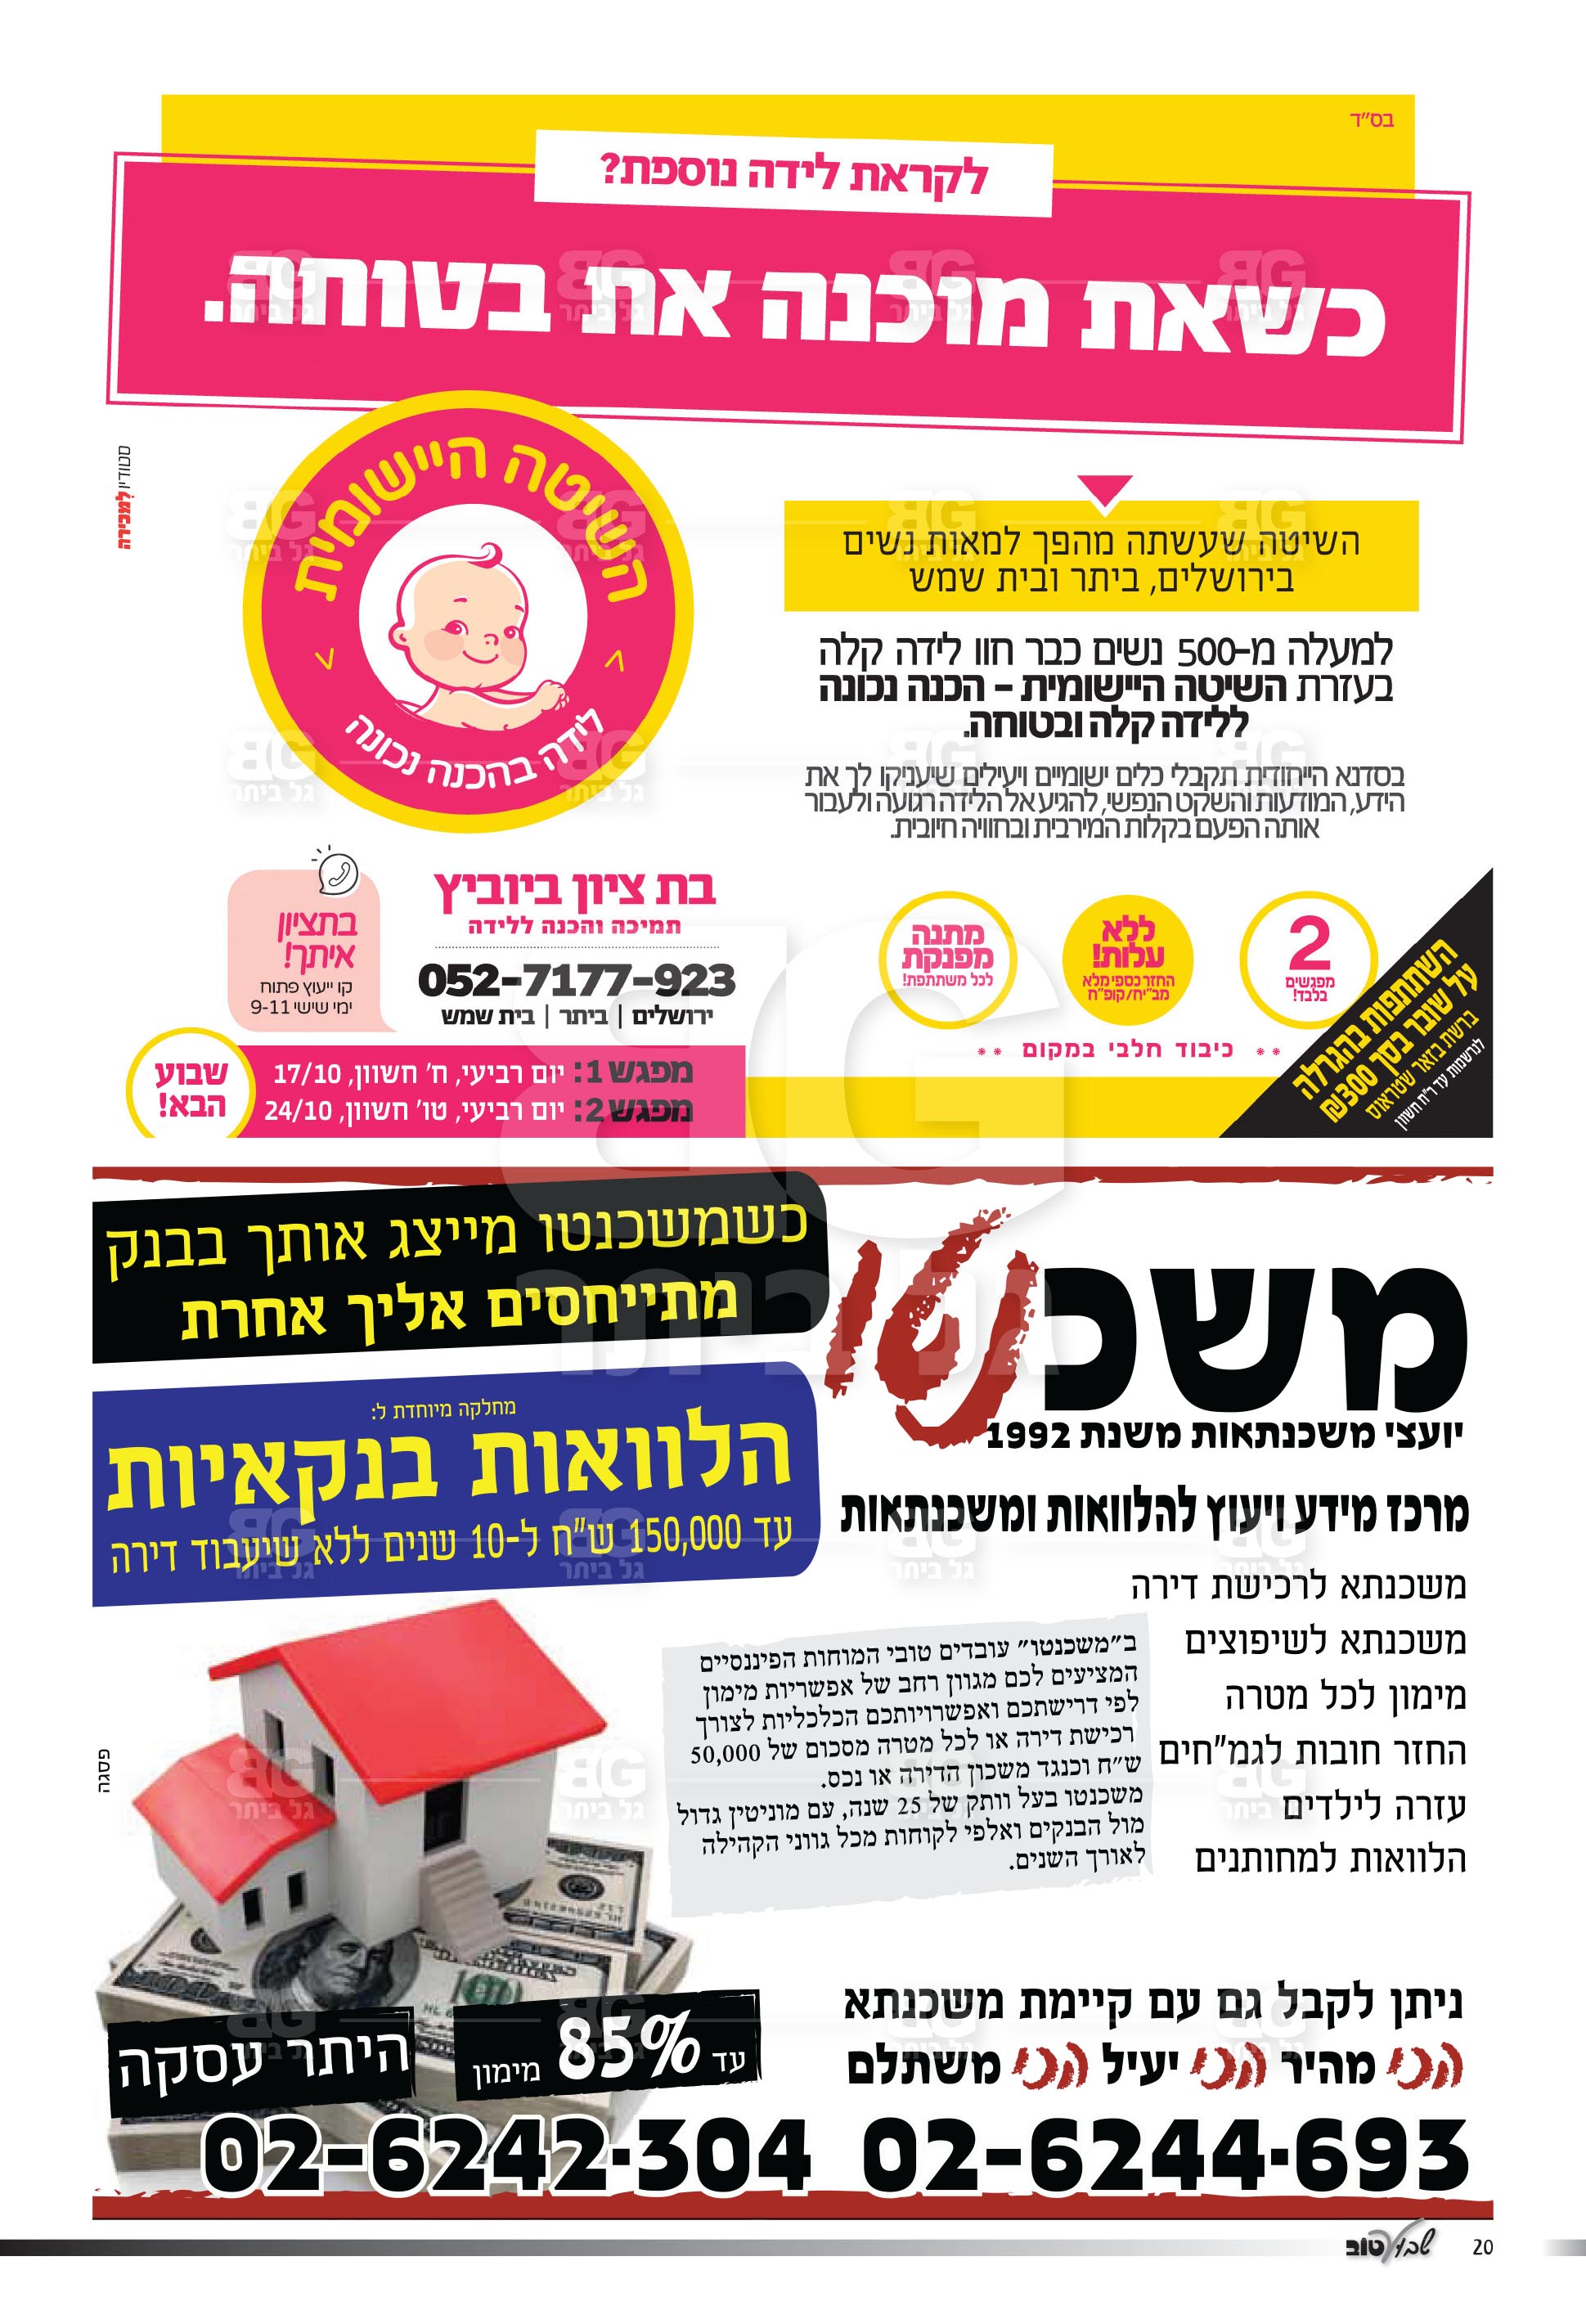 בס"ד
לקראת לידה נוספת?
כשאת מוכנה את בטוחה.
סטודיו למכירה
השיטה היישומית
לידה בהכנה נכונה
השיטה שעשתה מהפך למאות נשים
בירושלים, ביתר ובית שמש
למעלה מ-500 נשים כבר חוו לידה קלה
בעזרת השיטה היישומית - הכנה נכונה
ללידה קלה ובטוחה.
בסדנא הייחודית תקבלי כלים ישומיים ויעילים שיעניקו לך את
הידע, המודעות והשקט הנפשי, להגיע אל הלידה רגועה ולעבור
אותה הפעם בקלות המירבית ובחוויה חיובית.
2
מפגשים
בלבד!
ללא
עלות!
החזר כספי מלא
מב"יח/קופ"ח
מתנה
מפנקת
לכל משתתפת!
** כיבוד חלבי במקום **
השתתפות בהגרלה
על שובר בסך 300₪
ברשת בזאר שטראוס
לנרשמות עד ר"ח חשוון
בת ציון ביוביץ
תמיכה והכנה ללידה
052-7177-923
ירושלים | ביתר | בית שמש
בתציון
איתך!
קו ייעוץ פתוח
ימי שישי 9-11
מפגש 1: יום רביעי, ח' חשוון, 17/10
מפגש 2: יום רביעי, טו' חשוון, 24/10
שבוע
הבא!
משכנטו
יועצי משכנתאות משנת 1992
מרכז מידע ויעוץ להלוואות ומשכנתאות
משכנתא לרכישת דירה
משכנתא לשיפוצים
מימון לכל מטרה
החזר חובות לגמ"חים
עזרה לילדים
הלוואות למחותנים
כשמשכנטו מייצג אותך בבנק
מתייחסים אליך אחרת
מחלקה מיוחדת ל:
הלוואות בנקאיות
עד 150,000 ש"ח ל-10 שנים ללא שיעבוד דירה
ב"משכנטו" עובדים טובי המוחות הפיננסיים
המציעים לכם מגוון רחב של אפשריות מימון
לפי דרישתכם ואפשרויותכם הכלכליות לצורך
רכישת דירה או לכל מטרה מסכום של 50,000
ש"ח וכנגד משכון הדירה או נכס.
משכנטו בעל וותק של 25 שנה, עם מוניטין גדול
מול הבנקים ואלפי לקוחות מכל גווני הקהילה
לאורך השנים.
פסגה
ניתן לקבל גם עם קיימת משכנתא
הכי מהיר הכי יעיל הכי משתלם
עד 85% מימון
היתר עסקה
02-6244-693
02-6242-304
20
שבוע טוב
BG
גל ביתר